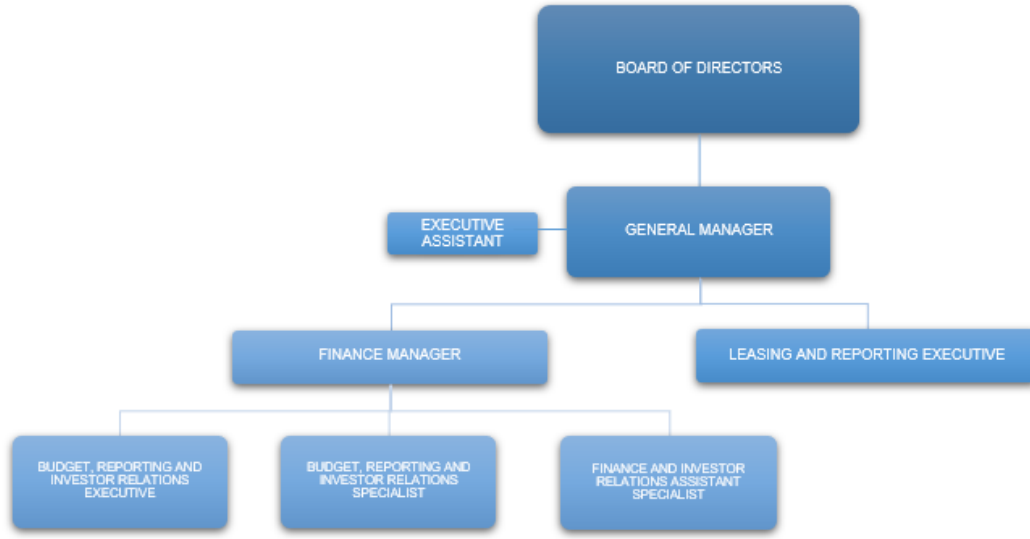 BOARD OF DIRECTORS
EXECUTIVE
ASSISTANT
GENERAL MANAGER
FINANCE MANAGER
LEASING AND REPORTING EXECUTIVE
BUDGET, REPORTING AND
INVESTOR RELATIONS
EXECUTIVE
BUDGET, REPORTING AND
INVESTOR RELATIONS
SPECIALIST
FINANCE AND INVESTOR
RELATIONS ASSISTANT
SPECIALIST